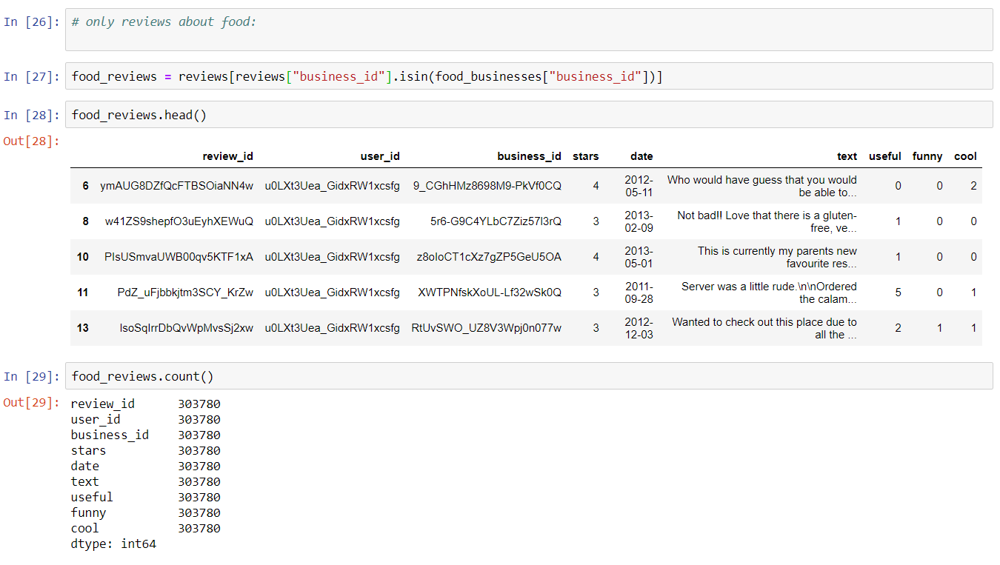 In [26]: # only reviews about food:
In [27]: food_reviews = reviews[reviews["business_id"].isin(food_businesses["business_id"])]
In [28]: food_reviews.head()
Out[28]:
review_id user_id business_id stars date text useful funny cool
6 ymAUG8DZfQcFTBSOiaNN4w u0LXt3Uea_GidxRW1xcsfg 9_CGhHMz8698M9-PkVf0CQ 4 2012-05-11 Who would have guess that you would be able to... 0 0 2
8 w41ZS9shepfO3uEyhXEWuQ u0LXt3Uea_GidxRW1xcsfg 5r6-G9C4YLbC7Ziz57l3rQ 3 2013-02-09 Not bad!! Love that there is a gluten-free, ve... 1 0 0
10 PIsUSmvaUWB00qv5KTF1xA u0LXt3Uea_GidxRW1xcsfg z8oIoCT1cXz7gZP5GeU5OA 4 2013-05-01 This is currently my parents new favourite res... 1 0 0
11 PdZ_uFjbbkjtm3SCY_KrZw u0LXt3Uea_GidxRW1xcsfg XWTPNfskXoUL-Lf32wSk0Q 3 2011-09-28 Server was a little rude.\n\nOrdered the calam... 5 0 1
13 lsoSqIrrDbQvWpMvsSj2xw u0LXt3Uea_GidxRW1xcsfg RtUvSWO_UZ8V3Wpj0n077w 3 2012-12-03 Wanted to check out this place due to all the ... 2 1 1
In [29]: food_reviews.count()
Out[29]:
review_id 303780
user_id 303780
business_id 303780
stars 303780
date 303780
text 303780
useful 303780
funny 303780
cool 303780
dtype: int64